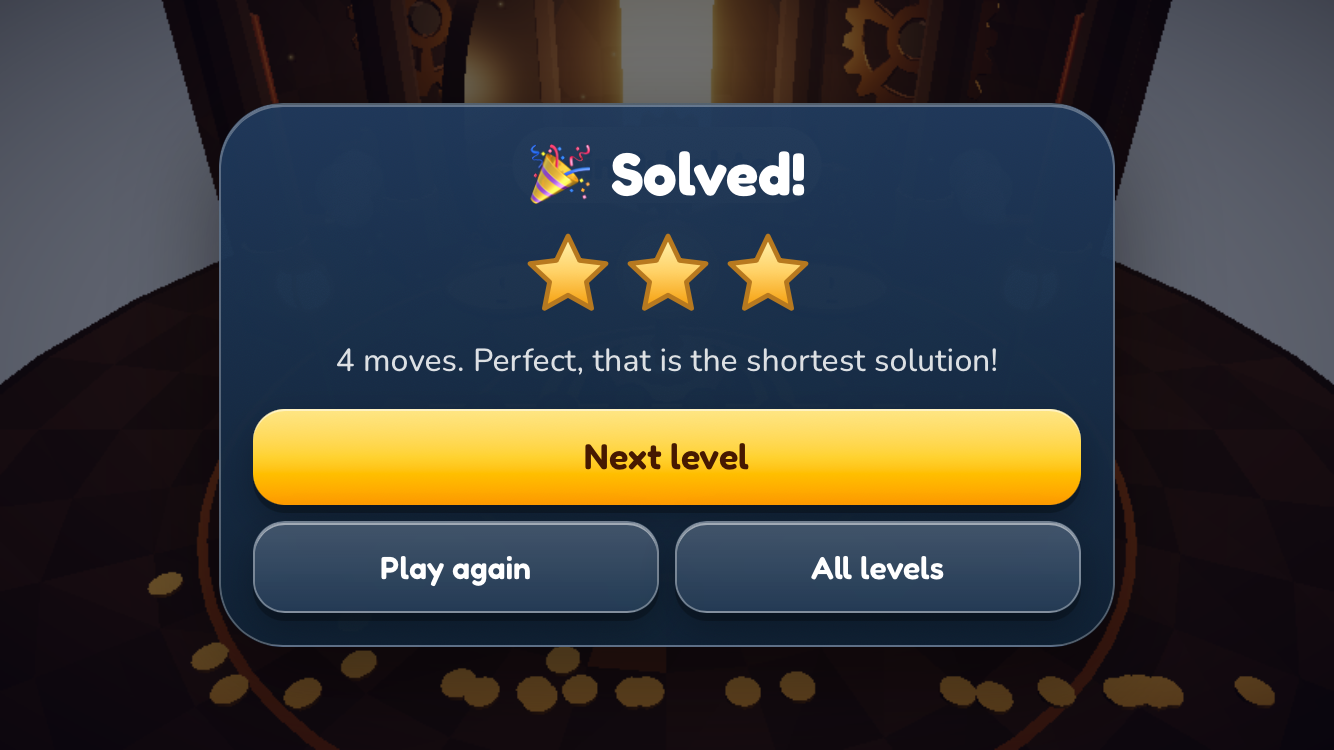 Solved!
4 moves. Perfect, that is the shortest solution!
Next level
Play again
All levels